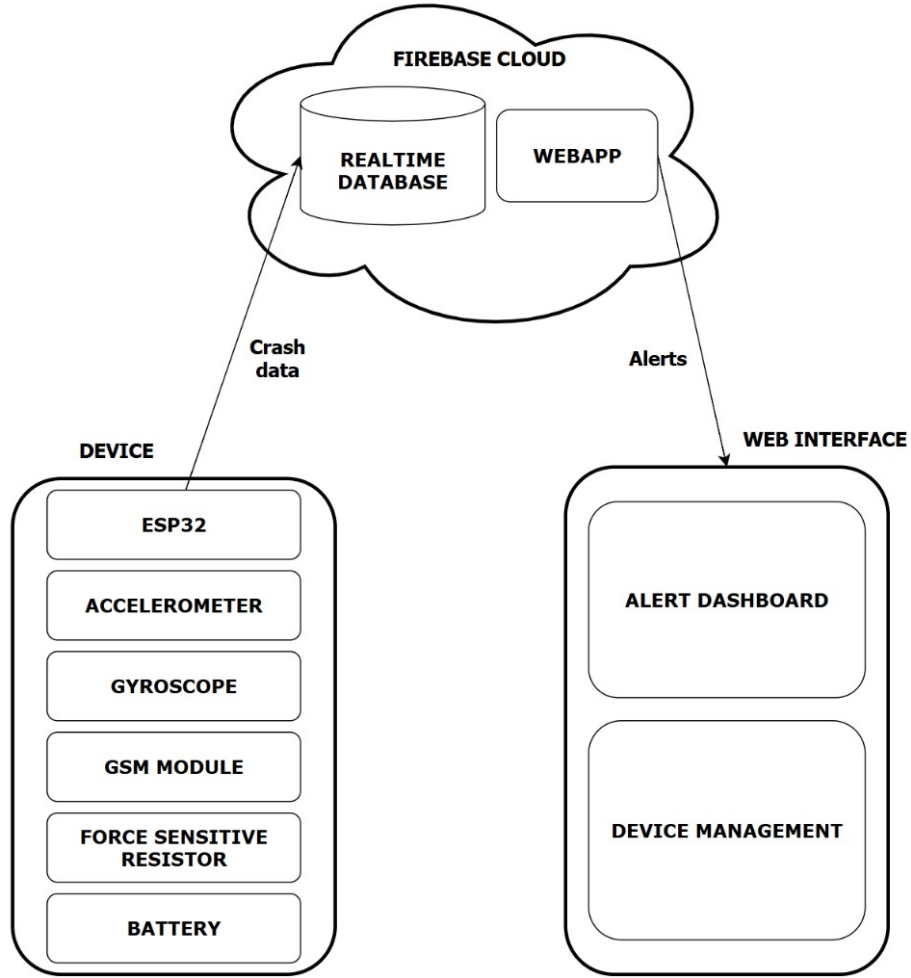 FIREBASE CLOUD
REALTIME
DATABASE
WEBAPP
Crash
data
Alerts
DEVICE
ESP32
ACCELEROMETER
GYROSCOPE
GSM MODULE
FORCE SENSITIVE
RESISTOR
BATTERY
WEB INTERFACE
ALERT DASHBOARD
DEVICE MANAGEMENT